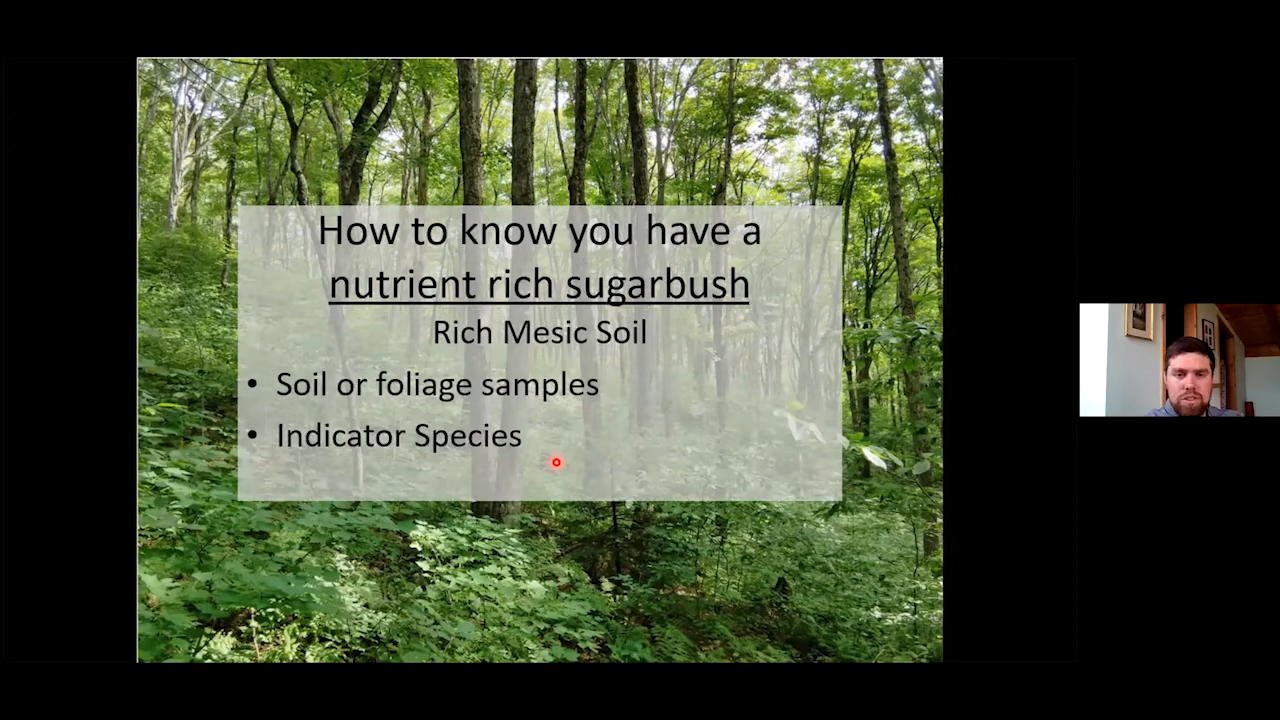 How to know you have a
nutrient rich sugarbush
Rich Mesic Soil
• Soil or foliage samples
• Indicator Species